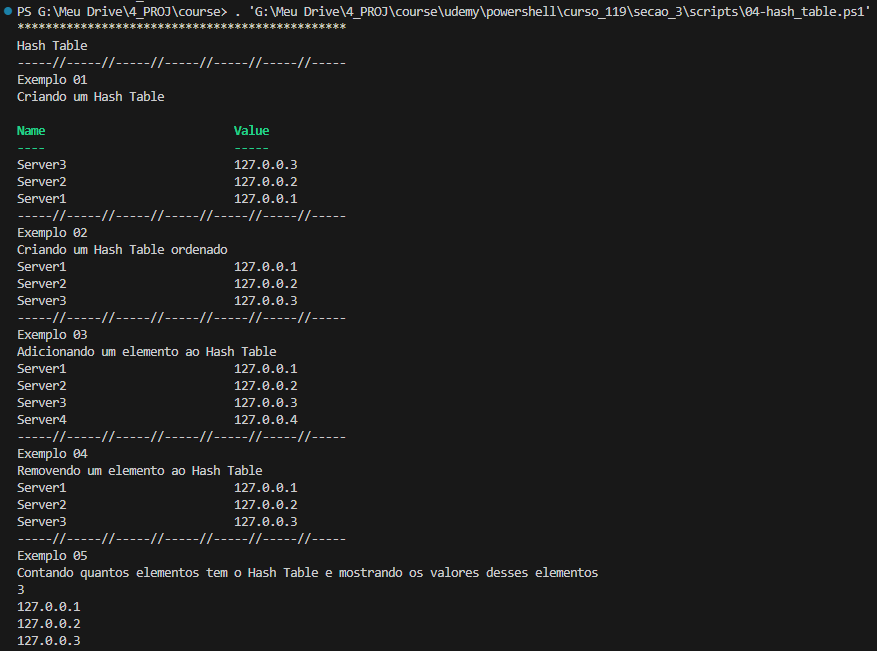 PS G:\Meu Drive\4_PROJ\course> . 'G:\Meu Drive\4_PROJ\course\udemy\powershell\curso_119\secao_3\scripts\04-hash_table.ps1'
***********************************************
Hash Table
-----//-----//-----//-----//-----//-----//-----
Exemplo 01
Criando um Hash Table
Name                           Value
----                           -----
Server3                        127.0.0.3
Server2                        127.0.0.2
Server1                        127.0.0.1
-----//-----//-----//-----//-----//-----//-----
Exemplo 02
Criando um Hash Table ordenado
Server1                        127.0.0.1
Server2                        127.0.0.2
Server3                        127.0.0.3
-----//-----//-----//-----//-----//-----//-----
Exemplo 03
Adicionando um elemento ao Hash Table
Server1                        127.0.0.1
Server2                        127.0.0.2
Server3                        127.0.0.3
Server4                        127.0.0.4
-----//-----//-----//-----//-----//-----//-----
Exemplo 04
Removendo um elemento ao Hash Table
Server1                        127.0.0.1
Server2                        127.0.0.2
Server3                        127.0.0.3
-----//-----//-----//-----//-----//-----//-----
Exemplo 05
Contando quantos elementos tem o Hash Table e mostrando os valores desses elementos
3
127.0.0.1
127.0.0.2
127.0.0.3